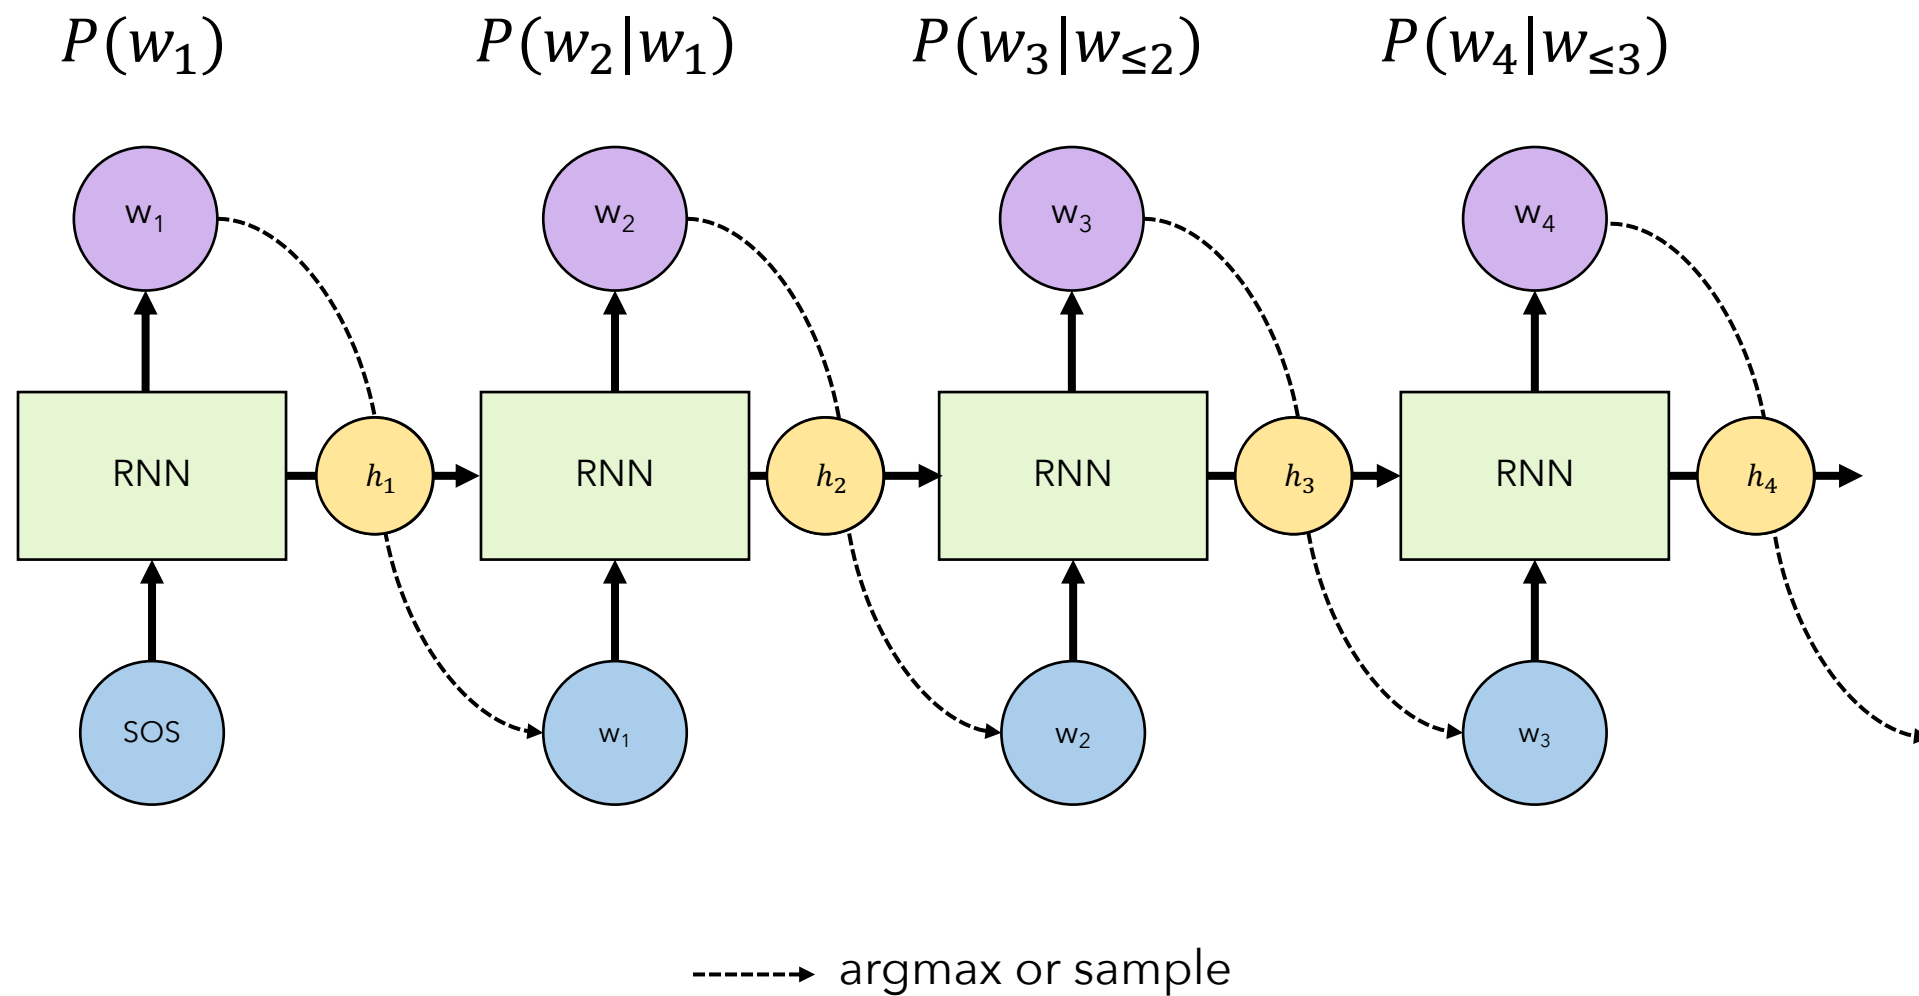 P(w₁) P(w₂|w₁) P(w₃|w≤₂) P(w₄|w≤₃)
w₁ w₂ w₃ w₄
RNN h₁ RNN h₂ RNN h₃ RNN h₄
SOS w₁ w₂ w₃
argmax or sample